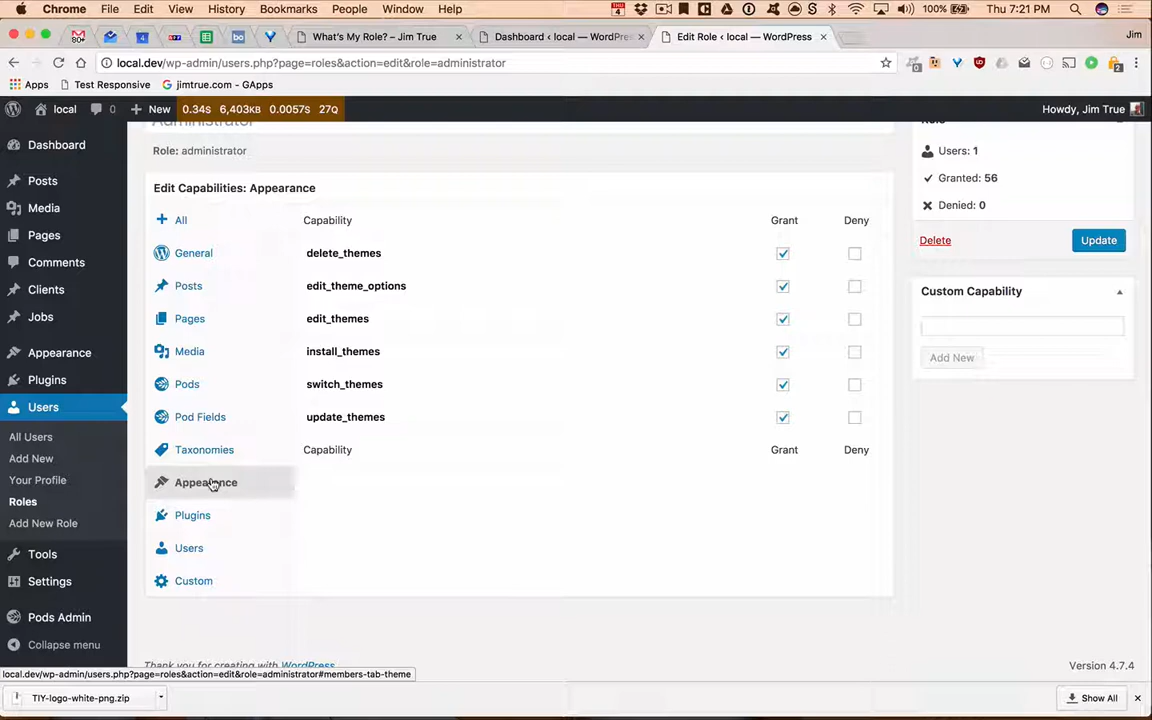 Chrome File Edit View History Bookmarks People Window Help THU 4 100% Thu 7:21 PM
80+ 4 bo What's My Role? – Jim True × Dashboard < local — WordPress × Edit Role < local — WordPress × Jim
local.dev/wp-admin/users.php?page=roles&action=edit&role=administrator
Apps Test Responsive jimtrue.com - GApps
local 0 New 0.34S 6,403KB 0.0057S 27Q Howdy, Jim True
Administrator
Role: administrator
Edit Capabilities: Appearance
All Capability Grant Deny
General delete_themes
Posts edit_theme_options
Pages edit_themes
Media install_themes
Pods switch_themes
Pod Fields update_themes
Taxonomies Capability Grant Deny
Appearance
Plugins
Users
Custom
Dashboard
Posts
Media
Pages
Comments
Clients
Jobs
Appearance
Plugins
Users
All Users
Add New
Your Profile
Roles
Add New Role
Tools
Settings
Pods Admin
Collapse menu
Role
Users: 1
Granted: 56
Denied: 0
Delete Update
Custom Capability
Add New
Thank you for creating with WordPress
Version 4.7.4
local.dev/wp-admin/users.php?page=roles&action=edit&role=administrator#members-tab-theme
TIY-logo-white-png.zip Show All ×